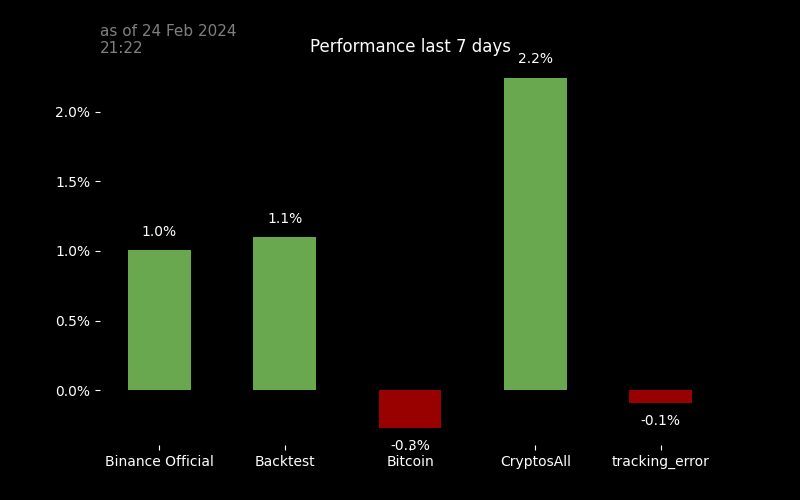 as of 24 Feb 2024
21:22
Performance last 7 days
2.2%
2.0%
1.5%
1.1%
1.0%
1.0%
0.5%
0.0%
-0.1%
-0.3%
Binance Official
Backtest
Bitcoin
CryptosAll
tracking_error